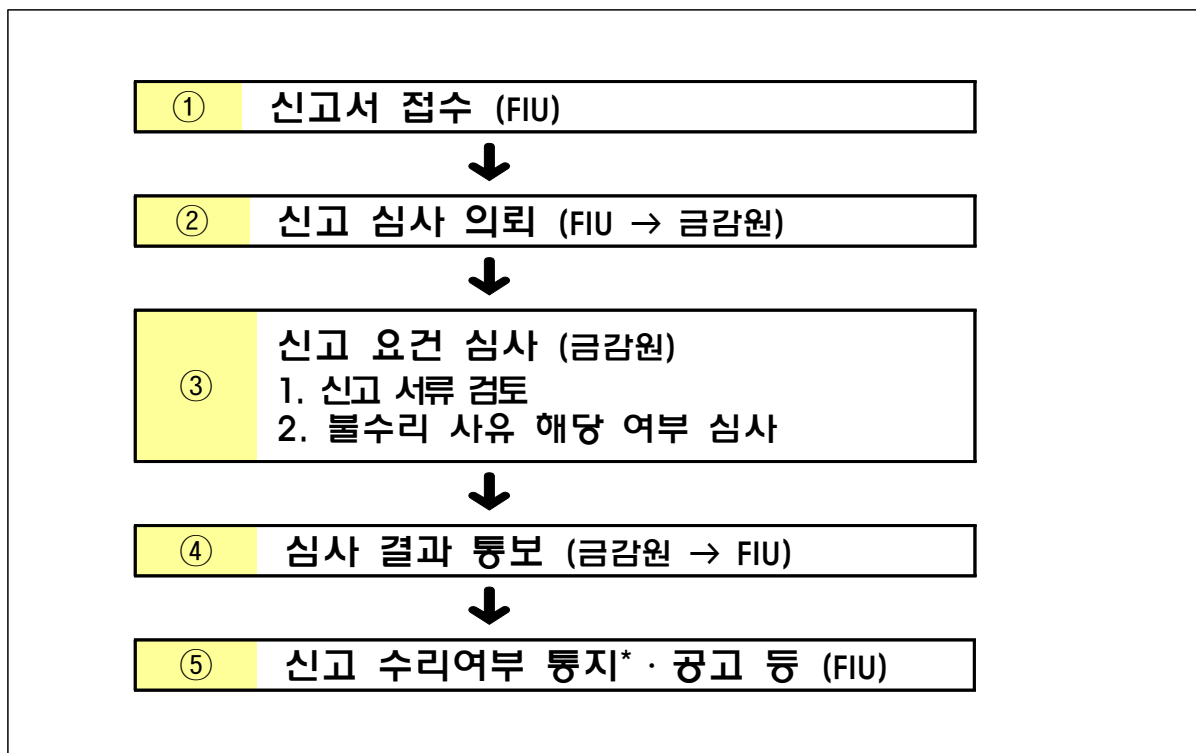 ① 신고서 접수 (FIU)
② 신고 심사 의뢰 (FIU → 금감원)
③ 신고 요건 심사 (금감원)
1. 신고 서류 검토
2. 불수리 사유 해당 여부 심사
④ 심사 결과 통보 (금감원 → FIU)
⑤ 신고 수리여부 통지* · 공고 등 (FIU)